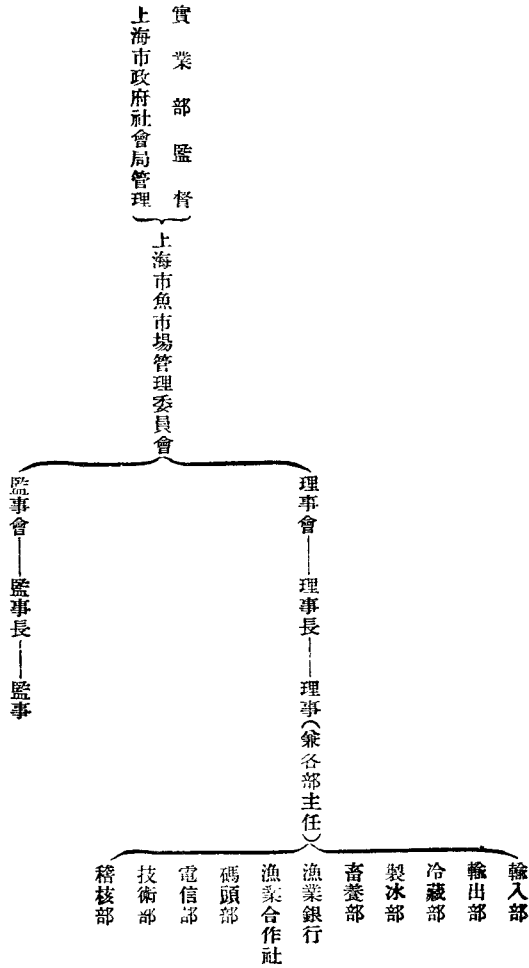 實業部監督
上海市政府社會局管理
上海市魚市場管理委員會
理事會——理事長——理事(兼各部主任)
輸入部
輸出部
冷藏部
製冰部
畜養部
漁業銀行
漁業合作社
碼頭部
電信部
技術部
稽核部
監事會——監事長——監事